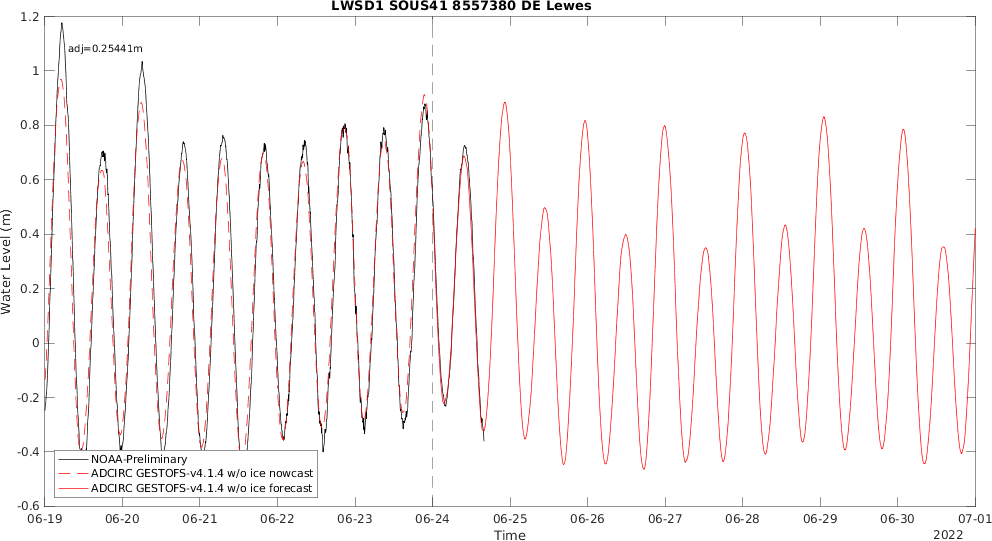 LWSD1 SOUS41 8557380 DE Lewes
adj=0.25441m
1.2
1
0.8
0.6
0.4
0.2
0
-0.2
-0.4
-0.6
Water Level (m)
NOAA-Preliminary
ADCIRC GESTOFS-v4.1.4 w/o ice nowcast
ADCIRC GESTOFS-v4.1.4 w/o ice forecast
06-19 06-20 06-21 06-22 06-23 06-24 06-25 06-26 06-27 06-28 06-29 06-30 07-01
Time
2022